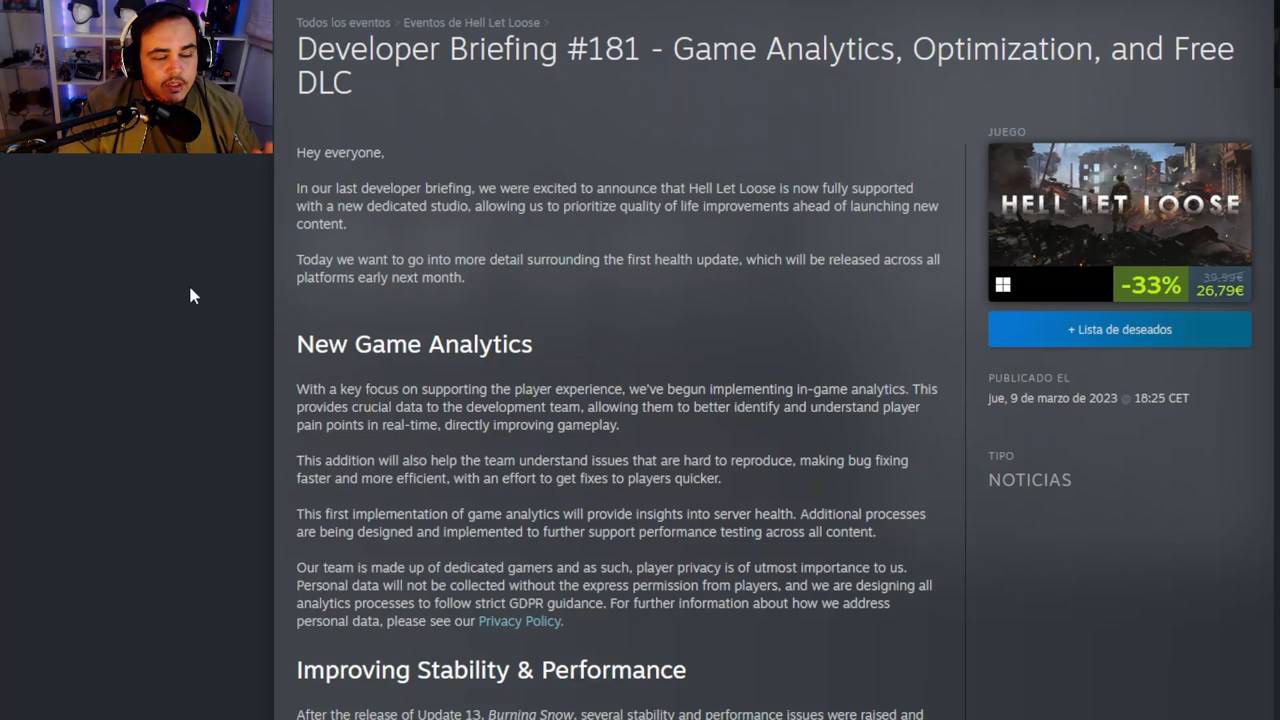 Todos los eventos > Eventos de Hell Let Loose >
Developer Briefing #181 - Game Analytics, Optimization, and Free
DLC
Hey everyone,
In our last developer briefing, we were excited to announce that Hell Let Loose is now fully supported
with a new dedicated studio, allowing us to prioritize quality of life improvements ahead of launching new
content.
Today we want to go into more detail surrounding the first health update, which will be released across all
platforms early next month.
New Game Analytics
With a key focus on supporting the player experience, we've begun implementing in-game analytics. This
provides crucial data to the development team, allowing them to better identify and understand player
pain points in real-time, directly improving gameplay.
This addition will also help the team understand issues that are hard to reproduce, making bug fixing
faster and more efficient, with an effort to get fixes to players quicker.
This first implementation of game analytics will provide insights into server health. Additional processes
are being designed and implemented to further support performance testing across all content.
Our team is made up of dedicated gamers and as such, player privacy is of utmost importance to us.
Personal data will not be collected without the express permission from players, and we are designing all
analytics processes to follow strict GDPR guidance. For further information about how we address
personal data, please see our Privacy Policy.
Improving Stability & Performance
After the release of Update 13, Burning Snow, several stability and performance issues were raised and
JUEGO
HELL LET LOOSE
-33%
39,99€
26,79€
+ Lista de deseados
PUBLICADO EL
jue, 9 de marzo de 2023 @ 18:25 CET
TIPO
NOTICIAS